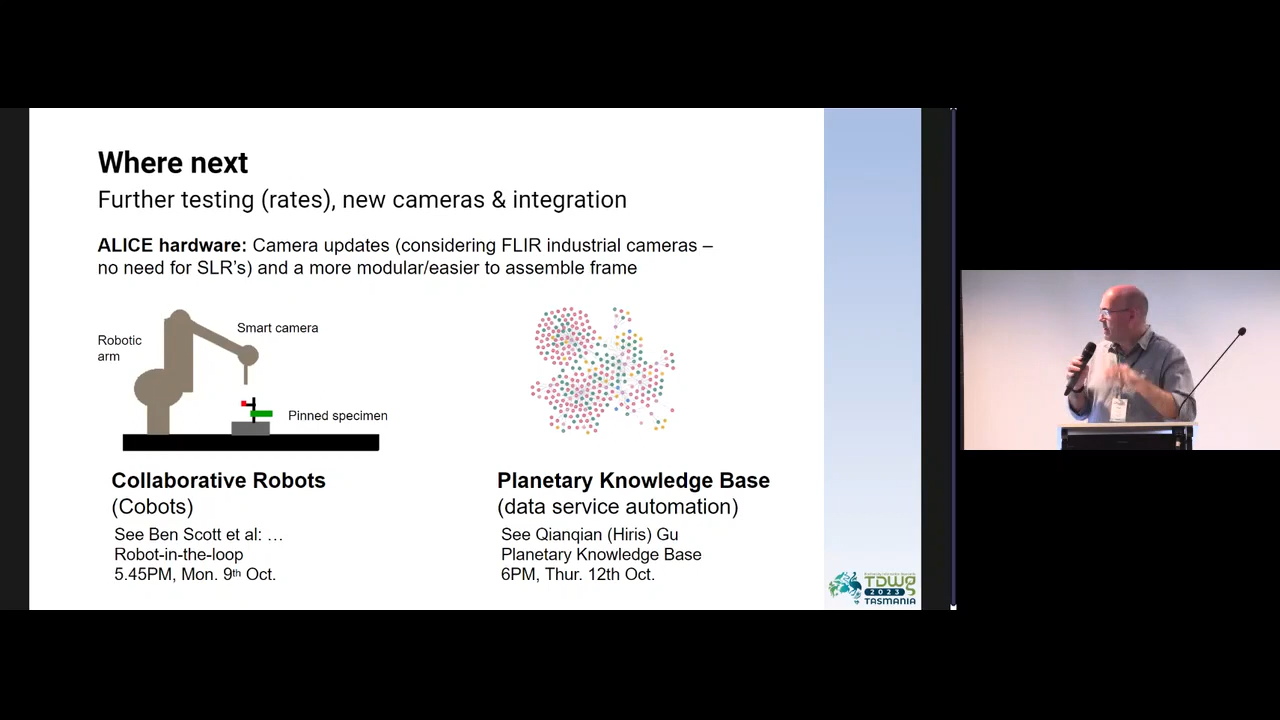 Where next
Further testing (rates), new cameras & integration
ALICE hardware: Camera updates (considering FLIR industrial cameras –
no need for SLR's) and a more modular/easier to assemble frame
Robotic
arm
Smart camera
Pinned specimen
Collaborative Robots
(Cobots)
See Ben Scott et al: …
Robot-in-the-loop
5.45PM, Mon. 9th Oct.
Planetary Knowledge Base
(data service automation)
See Qianqian (Hiris) Gu
Planetary Knowledge Base
6PM, Thur. 12th Oct.
TDWG
2023
TASMANIA